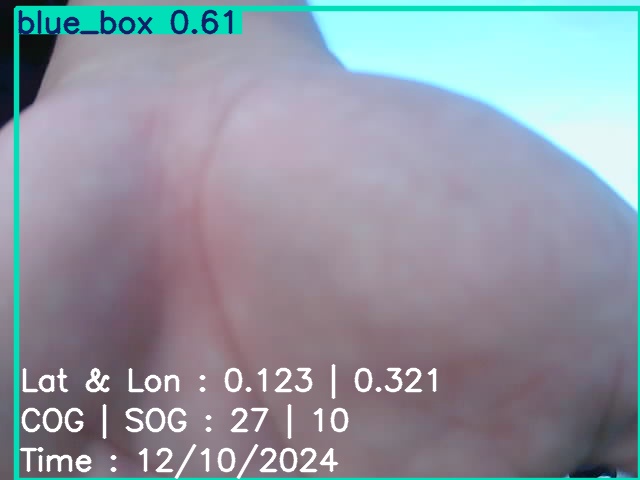 blue_box 0.61
Lat & Lon : 0.123 | 0.321
COG | SOG : 27 | 10
Time : 12/10/2024